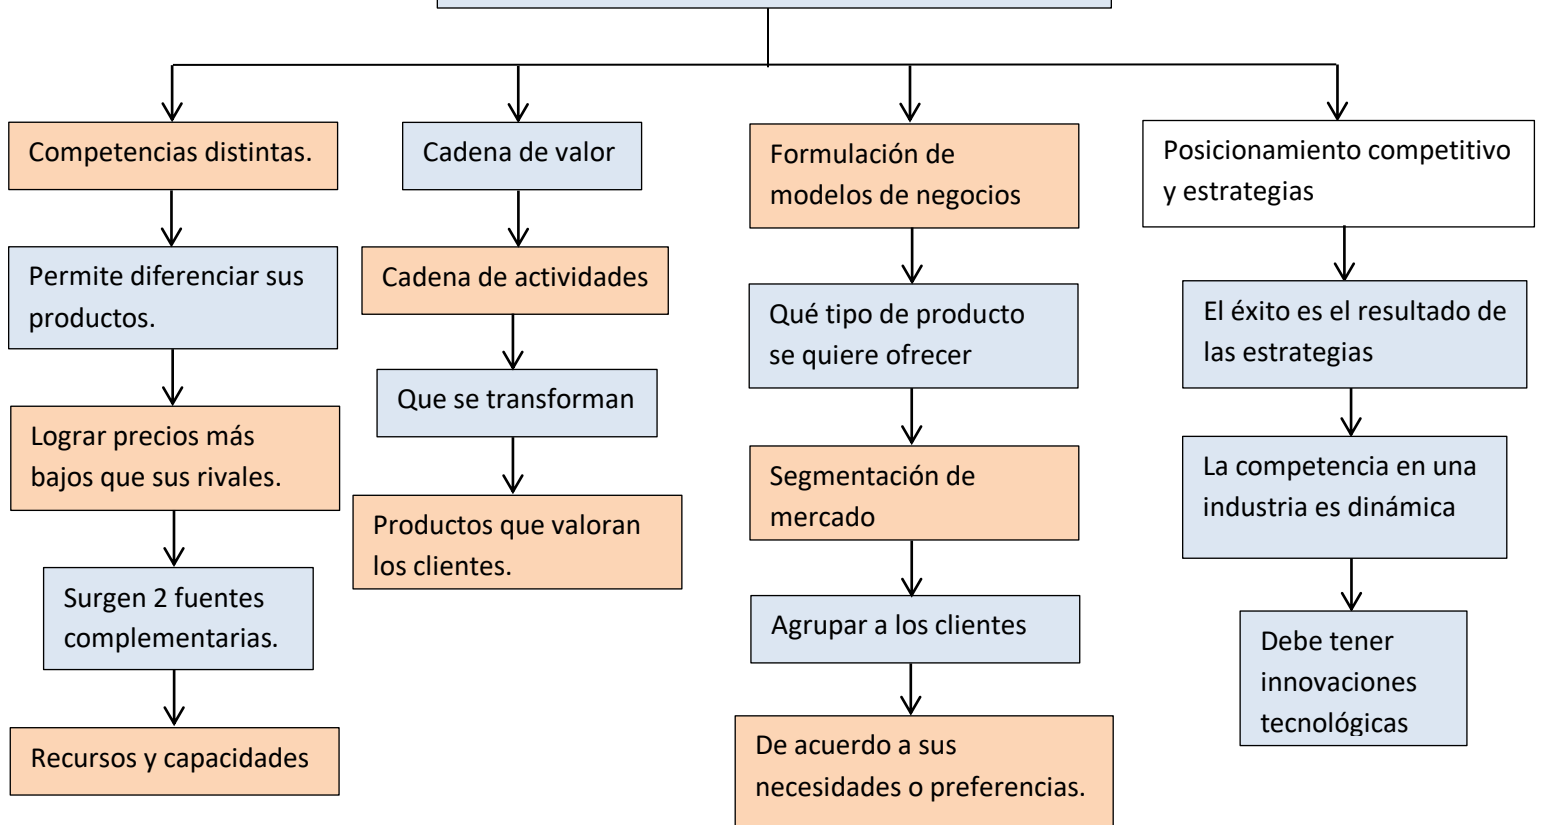 Competencias distintas.
Permite diferenciar sus
productos.
Lograr precios más
bajos que sus rivales.
Surgen 2 fuentes
complementarias.
Recursos y capacidades
Cadena de valor
Cadena de actividades
Que se transforman
Productos que valoran
los clientes.
Formulación de
modelos de negocios
Qué tipo de producto
se quiere ofrecer
Segmentación de
mercado
Agrupar a los clientes
De acuerdo a sus
necesidades o preferencias.
Posicionamiento competitivo
y estrategias
El éxito es el resultado de
las estrategias
La competencia en una
industria es dinámica
Debe tener
innovaciones
tecnológicas